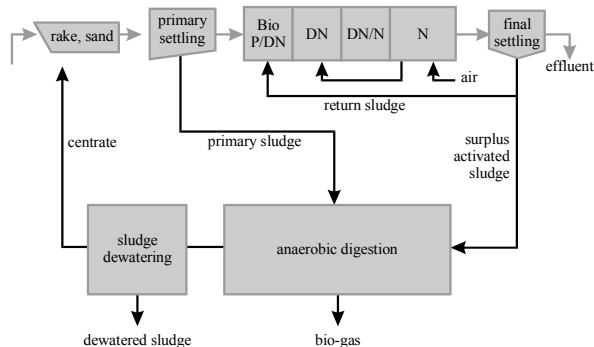 rake, sand
primary
settling
Bio
P/DN
DN
DN/N
N
final
settling
air
effluent
return sludge
centrate
primary sludge
surplus
activated
sludge
sludge
dewatering
anaerobic digestion
dewatered sludge
bio-gas